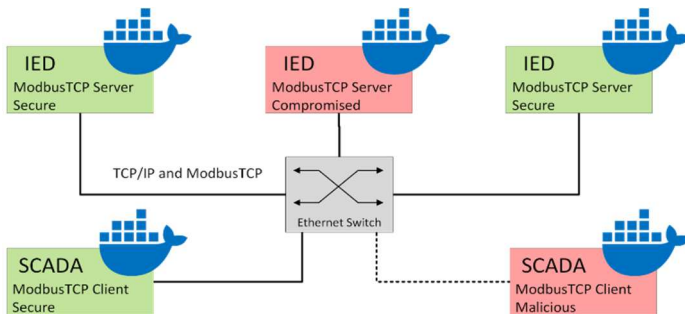 IED
ModbusTCP Server
Secure
IED
ModbusTCP Server
Compromised
IED
ModbusTCP Server
Secure
TCP/IP and ModbusTCP
Ethernet Switch
SCADA
ModbusTCP Client
Secure
SCADA
ModbusTCP Client
Malicious